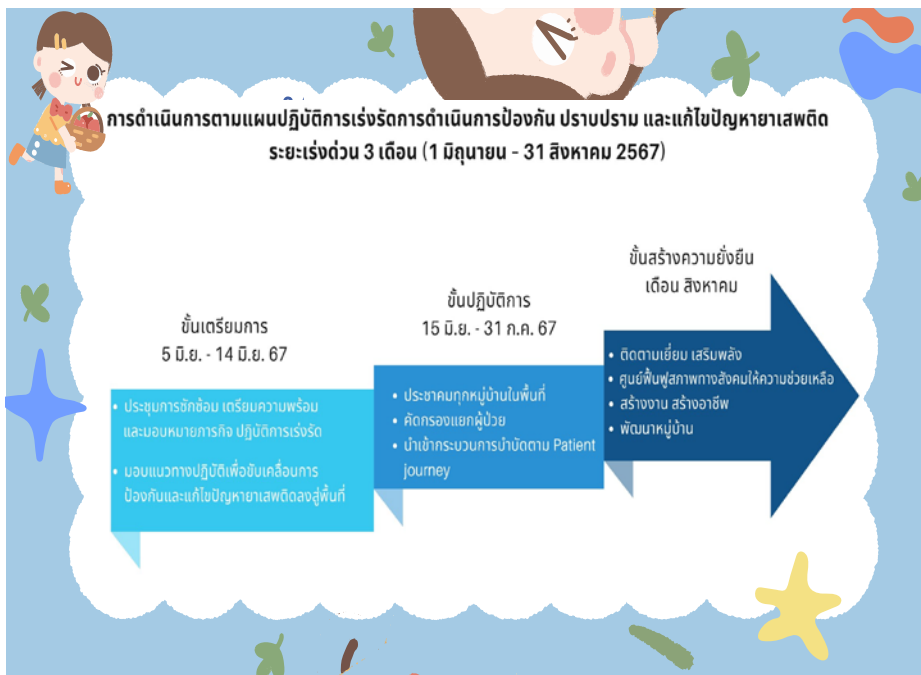 การดำเนินการตามแผนปฏิบัติการเร่งรัดการดำเนินการป้องกัน ปราบปราม และแก้ไขปัญหายาเสพติด
ระยะเร่งด่วน 3 เดือน (1 มิถุนายน - 31 สิงหาคม 2567)
ขั้นเตรียมการ
5 มิ.ย. - 14 มิ.ย. 67
• ประชุมการซักซ้อม เตรียมความพร้อม
และมอบหมายภารกิจ ปฏิบัติการเร่งรัด
• มอบแนวทางปฏิบัติเพื่อขับเคลื่อนการ
ป้องกันและแก้ไขปัญหายาเสพติดลงสู่พื้นที่
ขั้นปฏิบัติการ
15 มิ.ย. - 31 ก.ค. 67
• ประชาคมทุกหมู่บ้านในพื้นที่
• คัดกรองแยกผู้ป่วย
• นำเข้ากระบวนการบำบัดตาม Patient
journey
ขั้นสร้างความยั่งยืน
เดือน สิงหาคม
• ติดตามเยี่ยม เสริมพลัง
• ศูนย์ฟื้นฟูสภาพทางสังคมให้ความช่วยเหลือ
• สร้างงาน สร้างอาชีพ
• พัฒนาหมู่บ้าน